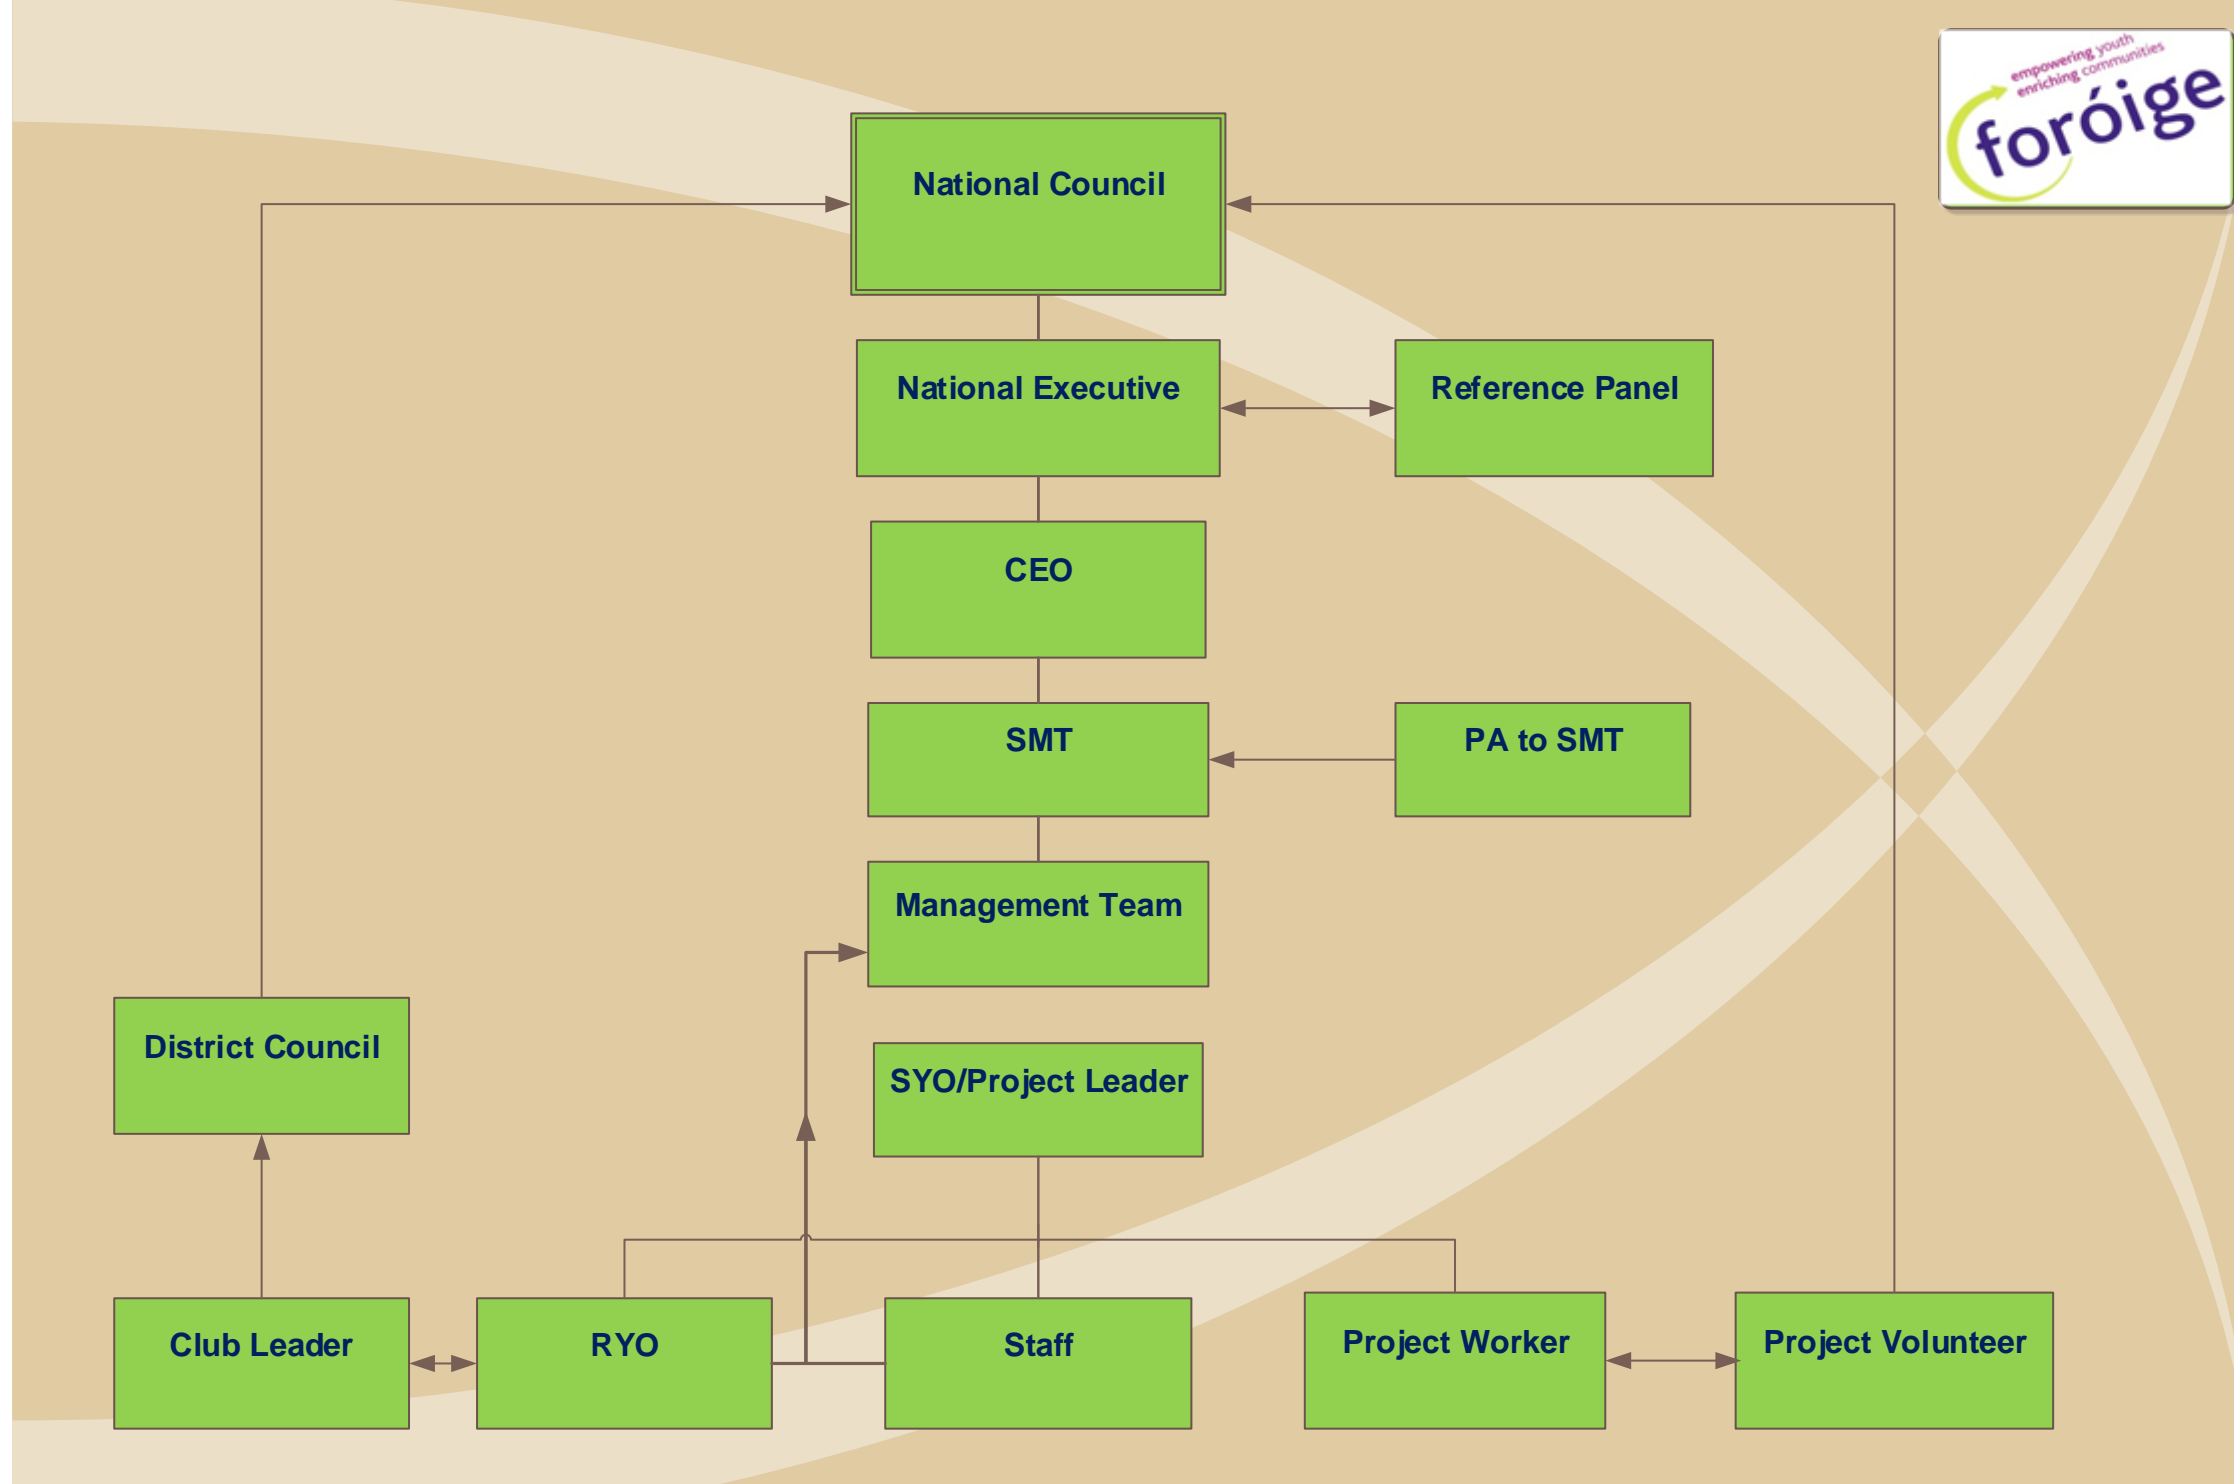 empowering youth
enriching communities
foróige
National Council
National Executive
Reference Panel
CEO
SMT
PA to SMT
Management Team
District Council
SYO/Project Leader
Club Leader
RYO
Staff
Project Worker
Project Volunteer